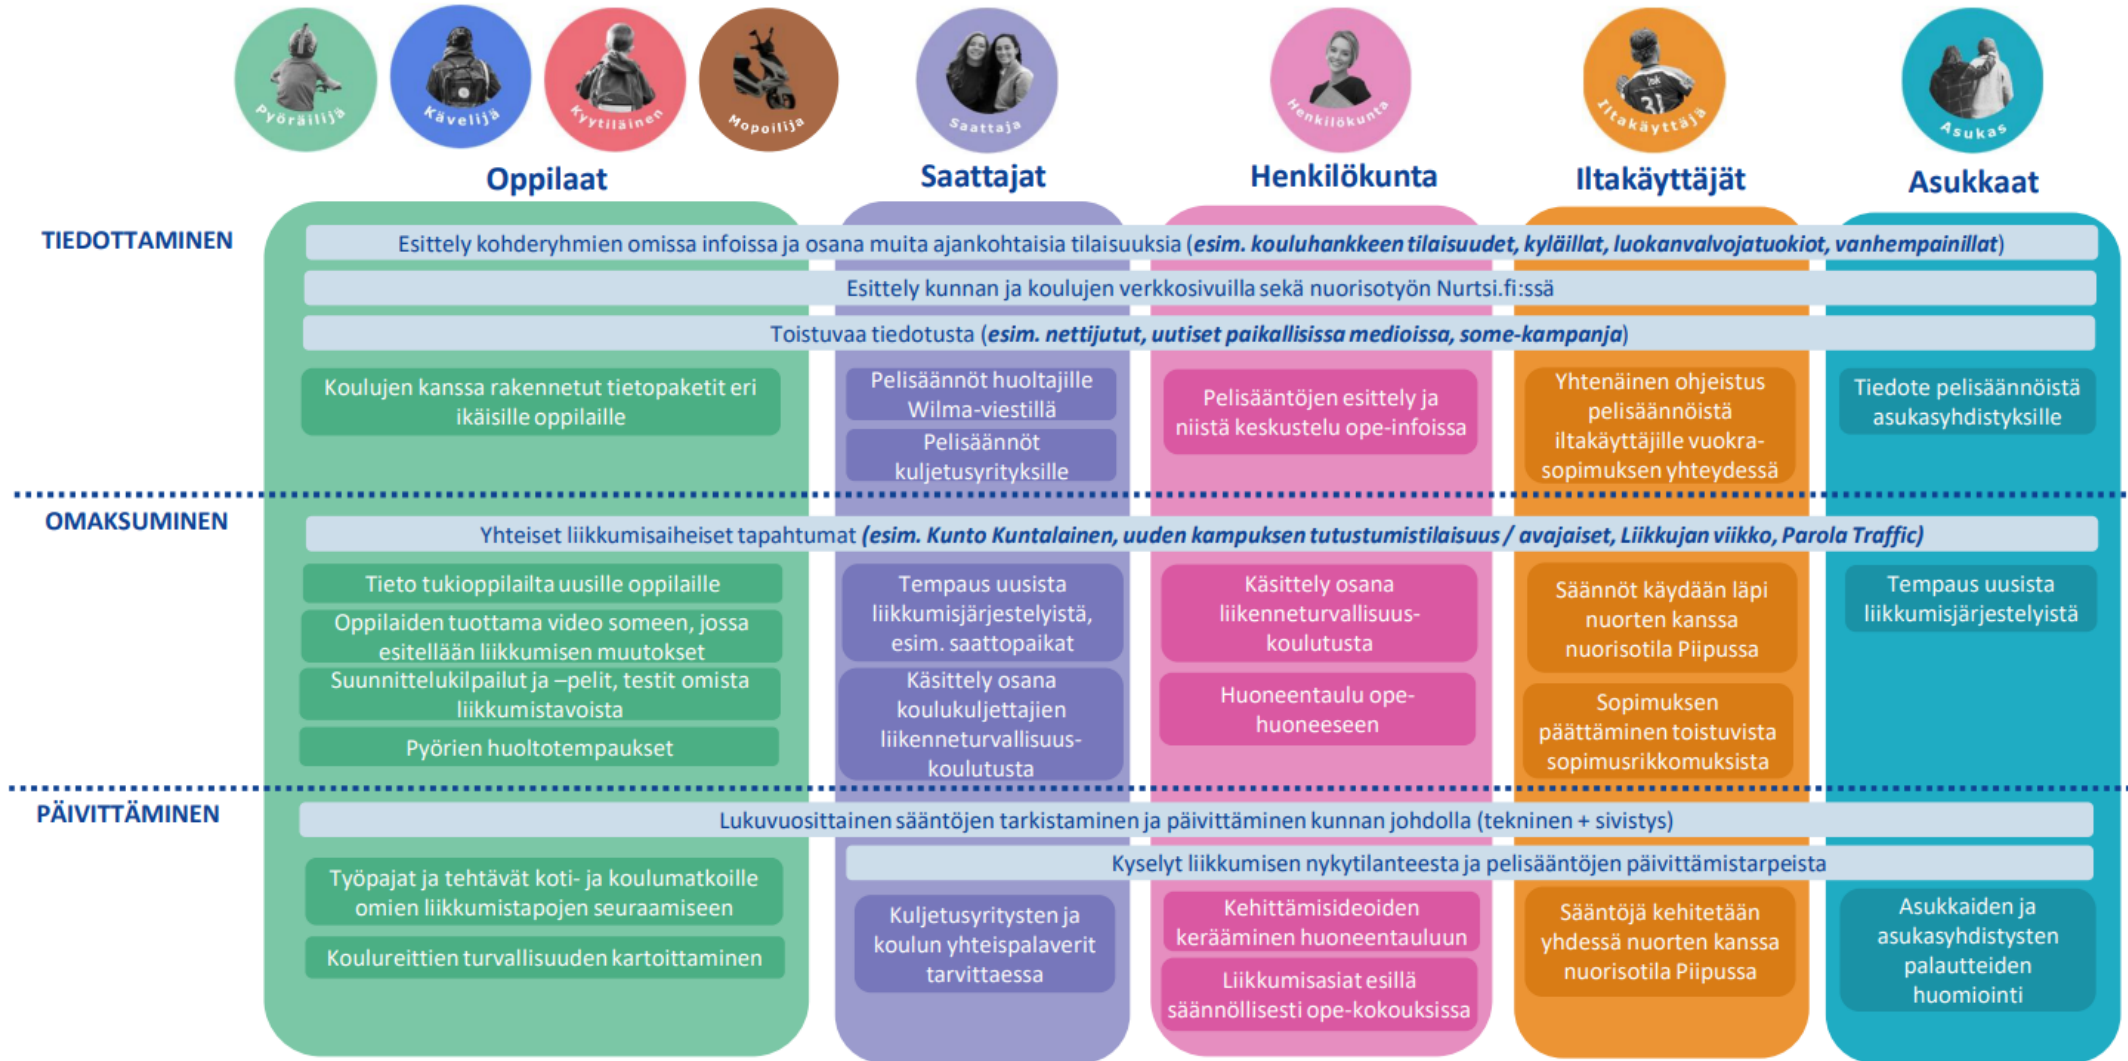 Pyöräilijä
Kävelijä
Kyytiläinen
Mopoilija
Saattaja
Henkilökunta
Iltakäyttäjä
Asukas
Oppilaat
Saattajat
Henkilökunta
Iltakäyttäjät
Asukkaat
TIEDOTTAMINEN
Esittely kohderyhmien omissa infoissa ja osana muita ajankohtaisia tilaisuuksia (esim. kouluhankkeen tilaisuudet, kyläillat, luokanvalvojatuokiot, vanhempainillat)
Esittely kunnan ja koulujen verkkosivuilla sekä nuorisotyön Nurtsi.fi:ssä
Toistuvaa tiedotusta (esim. nettijutut, uutiset paikallisissa medioissa, some-kampanja)
Koulujen kanssa rakennetut tietopaketit eri
ikäisille oppilaille
Pelisäännöt huoltajille
Wilma-viestillä
Pelisäännöt
kuljetusyrityksille
Pelisääntöjen esittely ja
niistä keskustelu ope-infoissa
Yhtenäinen ohjeistus
pelisäännöistä
iltakäyttäjille vuokra-
sopimuksen yhteydessä
Tiedote pelisäännöistä
asukasyhdistyksille
OMAKSUMINEN
Yhteiset liikkumisaiheiset tapahtumat (esim. Kunto Kuntalainen, uuden kampuksen tutustumistilaisuus / avajaiset, Liikkujan viikko, Parola Traffic)
Tieto tukioppilailta uusille oppilaille
Oppilaiden tuottama video someen, jossa
esitellään liikkumisen muutokset
Suunnittelukilpailut ja –pelit, testit omista
liikkumistavoista
Pyörien huoltotempaukset
Tempaus uusista
liikkumisjärjestelyistä,
esim. saattopaikat
Käsittely osana
koulukuljettajien
liikenneturvallisuus-
koulutusta
Käsittely osana
liikenneturvallisuus-
koulutusta
Huoneentaulu ope-
huoneeseen
Säännöt käydään läpi
nuorten kanssa
nuorisotila Piipussa
Sopimuksen
päättäminen toistuvista
sopimusrikkomuksista
Tempaus uusista
liikkumisjärjestelyistä
PÄIVITTÄMINEN
Lukuvuosittainen sääntöjen tarkistaminen ja päivittäminen kunnan johdolla (tekninen + sivistys)
Kyselyt liikkumisen nykytilanteesta ja pelisääntöjen päivittämistarpeista
Työpajat ja tehtävät koti- ja koulumatkoille
omien liikkumistapojen seuraamiseen
Koulureittien turvallisuuden kartoittaminen
Kuljetusyritysten ja
koulun yhteispalaverit
tarvittaessa
Kehittämisideoiden
kerääminen huoneentauluun
Liikkumisasiat esillä
säännöllisesti ope-kokouksissa
Sääntöjä kehitetään
yhdessä nuorten kanssa
nuorisotila Piipussa
Asukkaiden ja
asukasyhdistysten
palautteiden
huomiointi